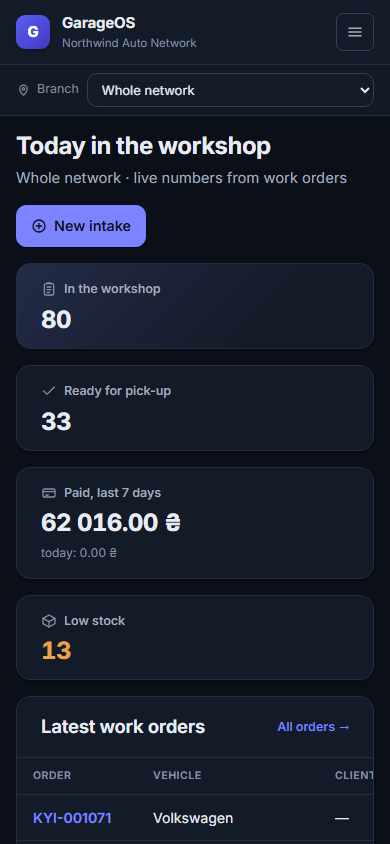 G
GarageOS
Northwind Auto Network
Branch
Whole network
Today in the workshop
Whole network · live numbers from work orders
New intake
In the workshop
80
Ready for pick-up
33
Paid, last 7 days
62 016.00 ₴
today: 0.00 ₴
Low stock
13
Latest work orders
All orders →
ORDER VEHICLE CLIENT
KYI-001071 Volkswagen —